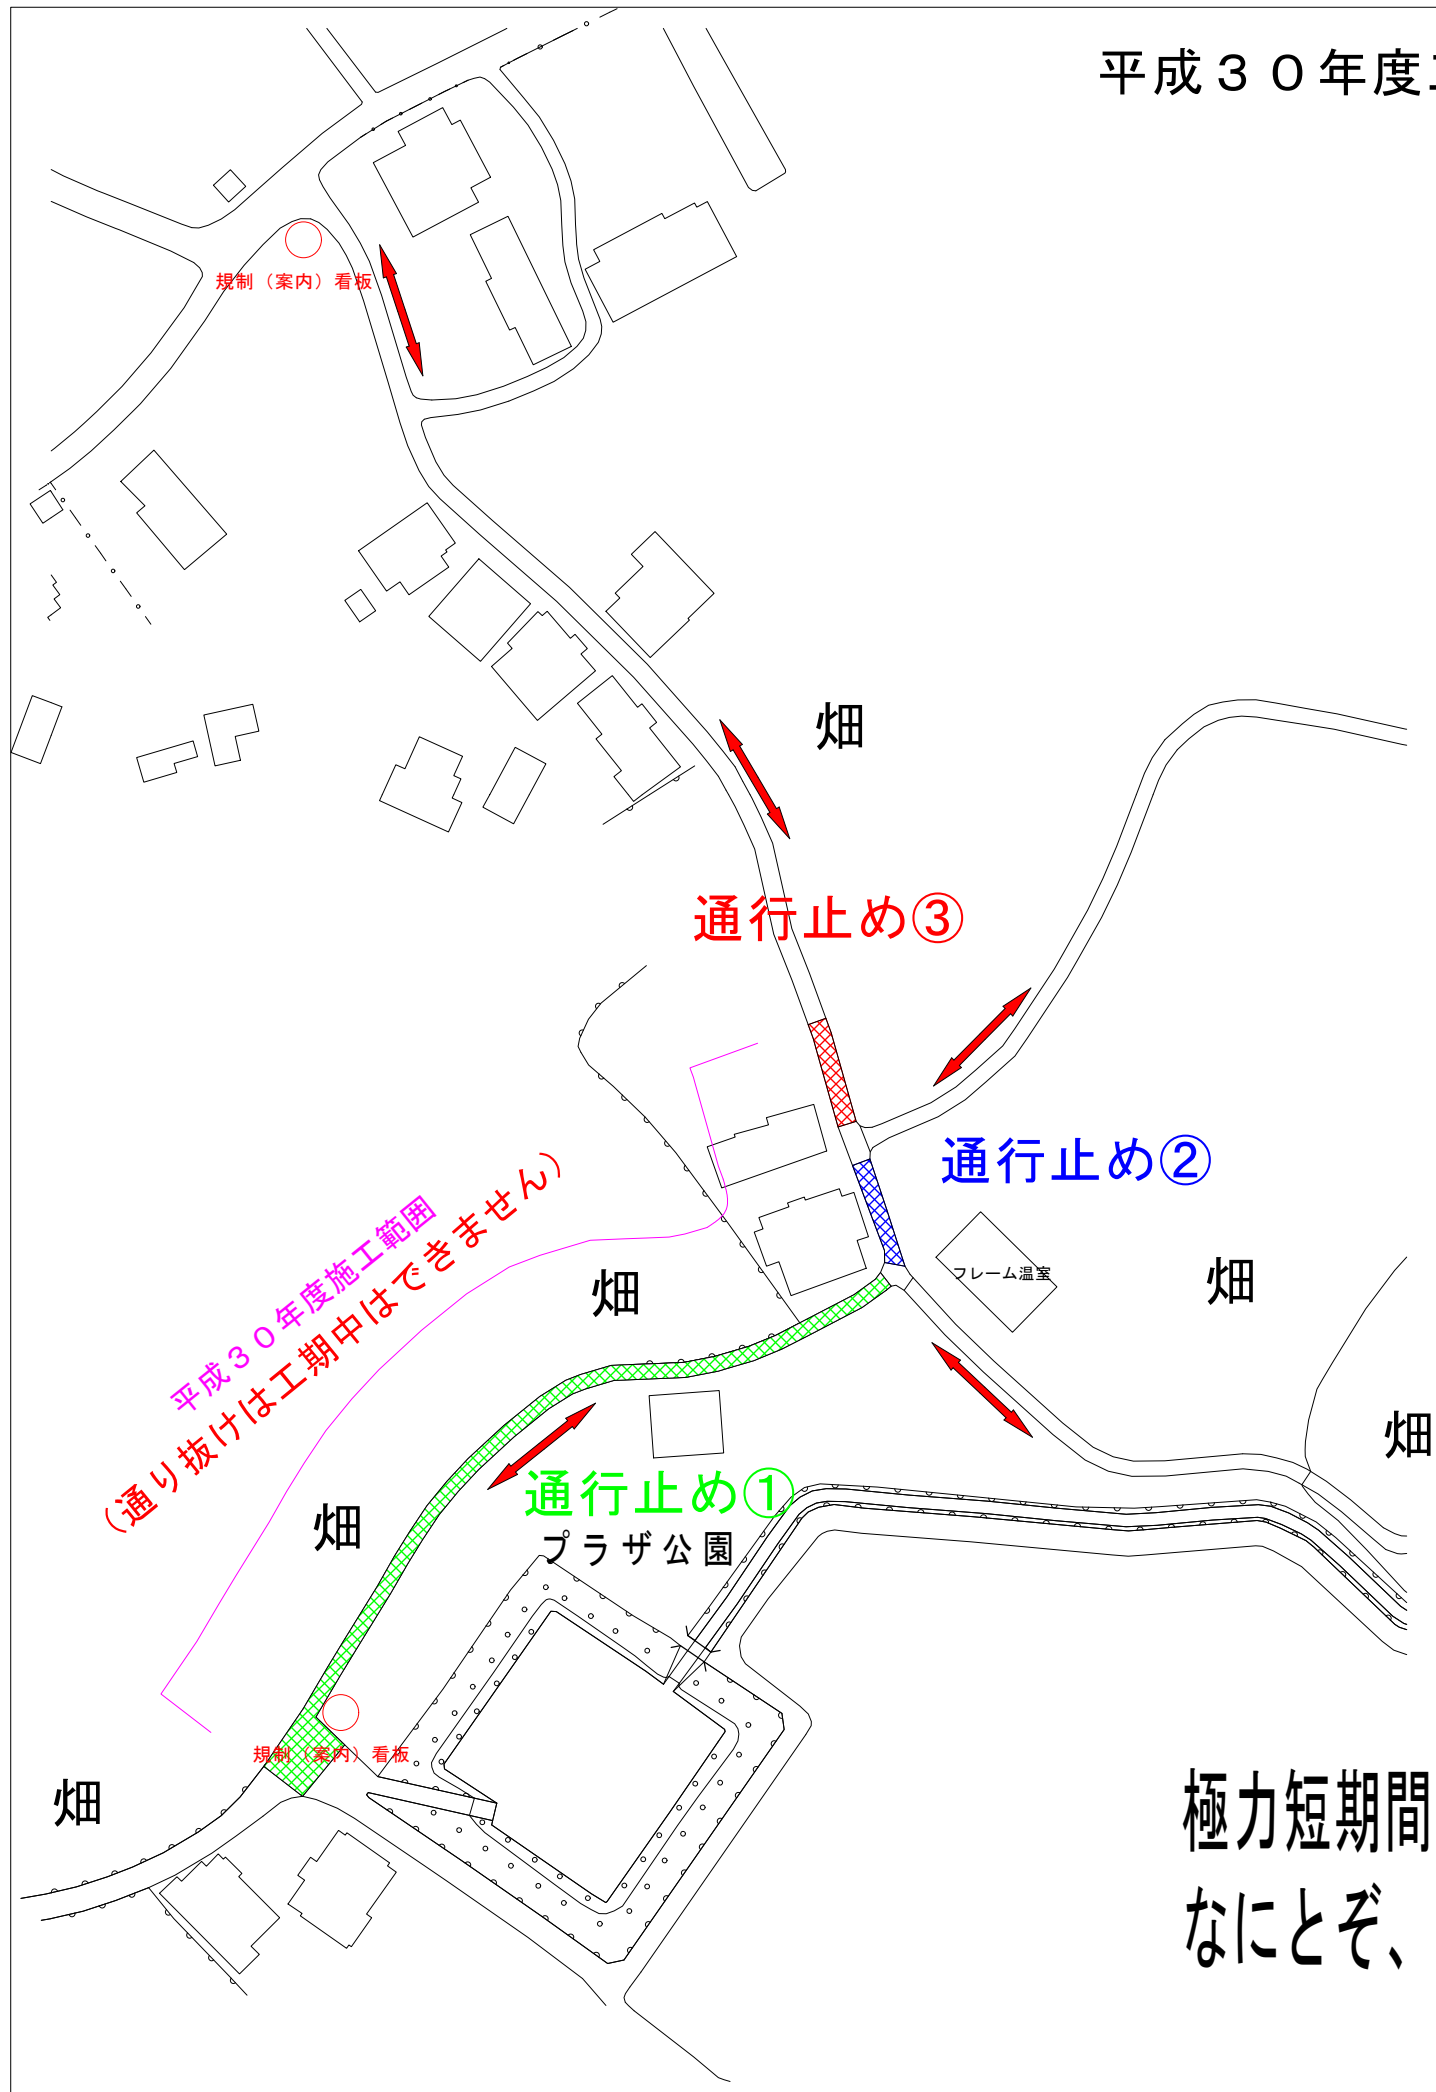 平成３０年度
規制（案内）看板
畑
通行止め③
通行止め②
フレーム温室
畑
畑
平成３０年度施工範囲
（通り抜けは工期中はできません）
畑
通行止め①
プラザ公園
畑
規制（案内）看板
畑
極力短期間
なにとぞ、